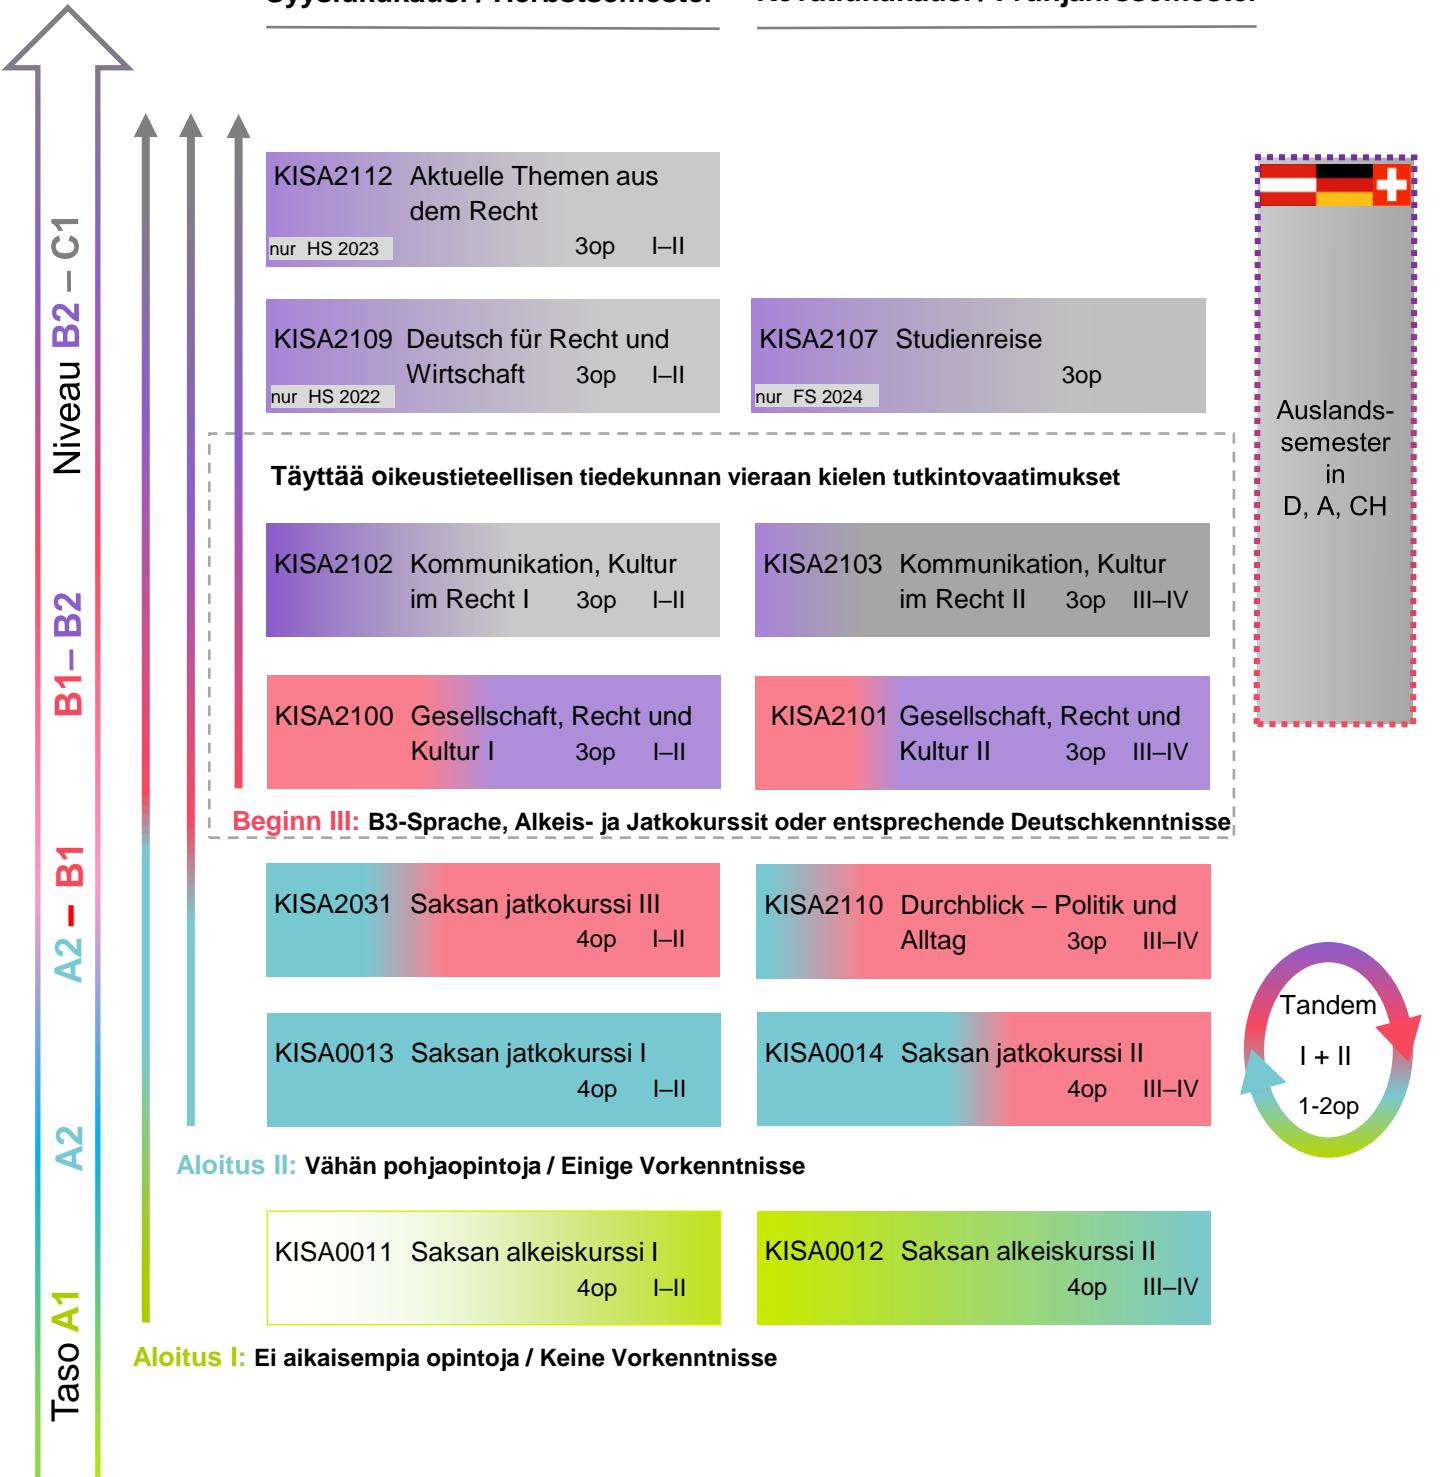 KISA2112 Aktuelle Themen aus
dem Recht
nur HS 2023 3op I–II
KISA2109 Deutsch für Recht und
Wirtschaft 3op I–II
nur HS 2022
KISA2107 Studienreise
3op
nur FS 2024
Täyttää oikeustieteellisen tiedekunnan vieraan kielen tutkintovaatimukset
KISA2102 Kommunikation, Kultur
im Recht I 3op I–II
KISA2103 Kommunikation, Kultur
im Recht II 3op III–IV
KISA2100 Gesellschaft, Recht und
Kultur I 3op I–II
KISA2101 Gesellschaft, Recht und
Kultur II 3op III–IV
Beginn III: B3-Sprache, Alkeis- ja Jatkokurssit oder entsprechende Deutschkenntnisse
KISA2031 Saksan jatkokurssi III
4op I–II
KISA2110 Durchblick – Politik und
Alltag 3op III–IV
KISA0013 Saksan jatkokurssi I
4op I–II
KISA0014 Saksan jatkokurssi II
4op III–IV
Aloitus II: Vähän pohjaopintoja / Einige Vorkenntnisse
KISA0011 Saksan alkeiskurssi I
4op I–II
KISA0012 Saksan alkeiskurssi II
4op III–IV
Aloitus I: Ei aikaisempia opintoja / Keine Vorkenntnisse
Niveau B2 – C1
B1– B2
A2 – B1
A2
Taso A1
Auslands-
semester
in
D, A, CH
Tandem
I + II
1-2op